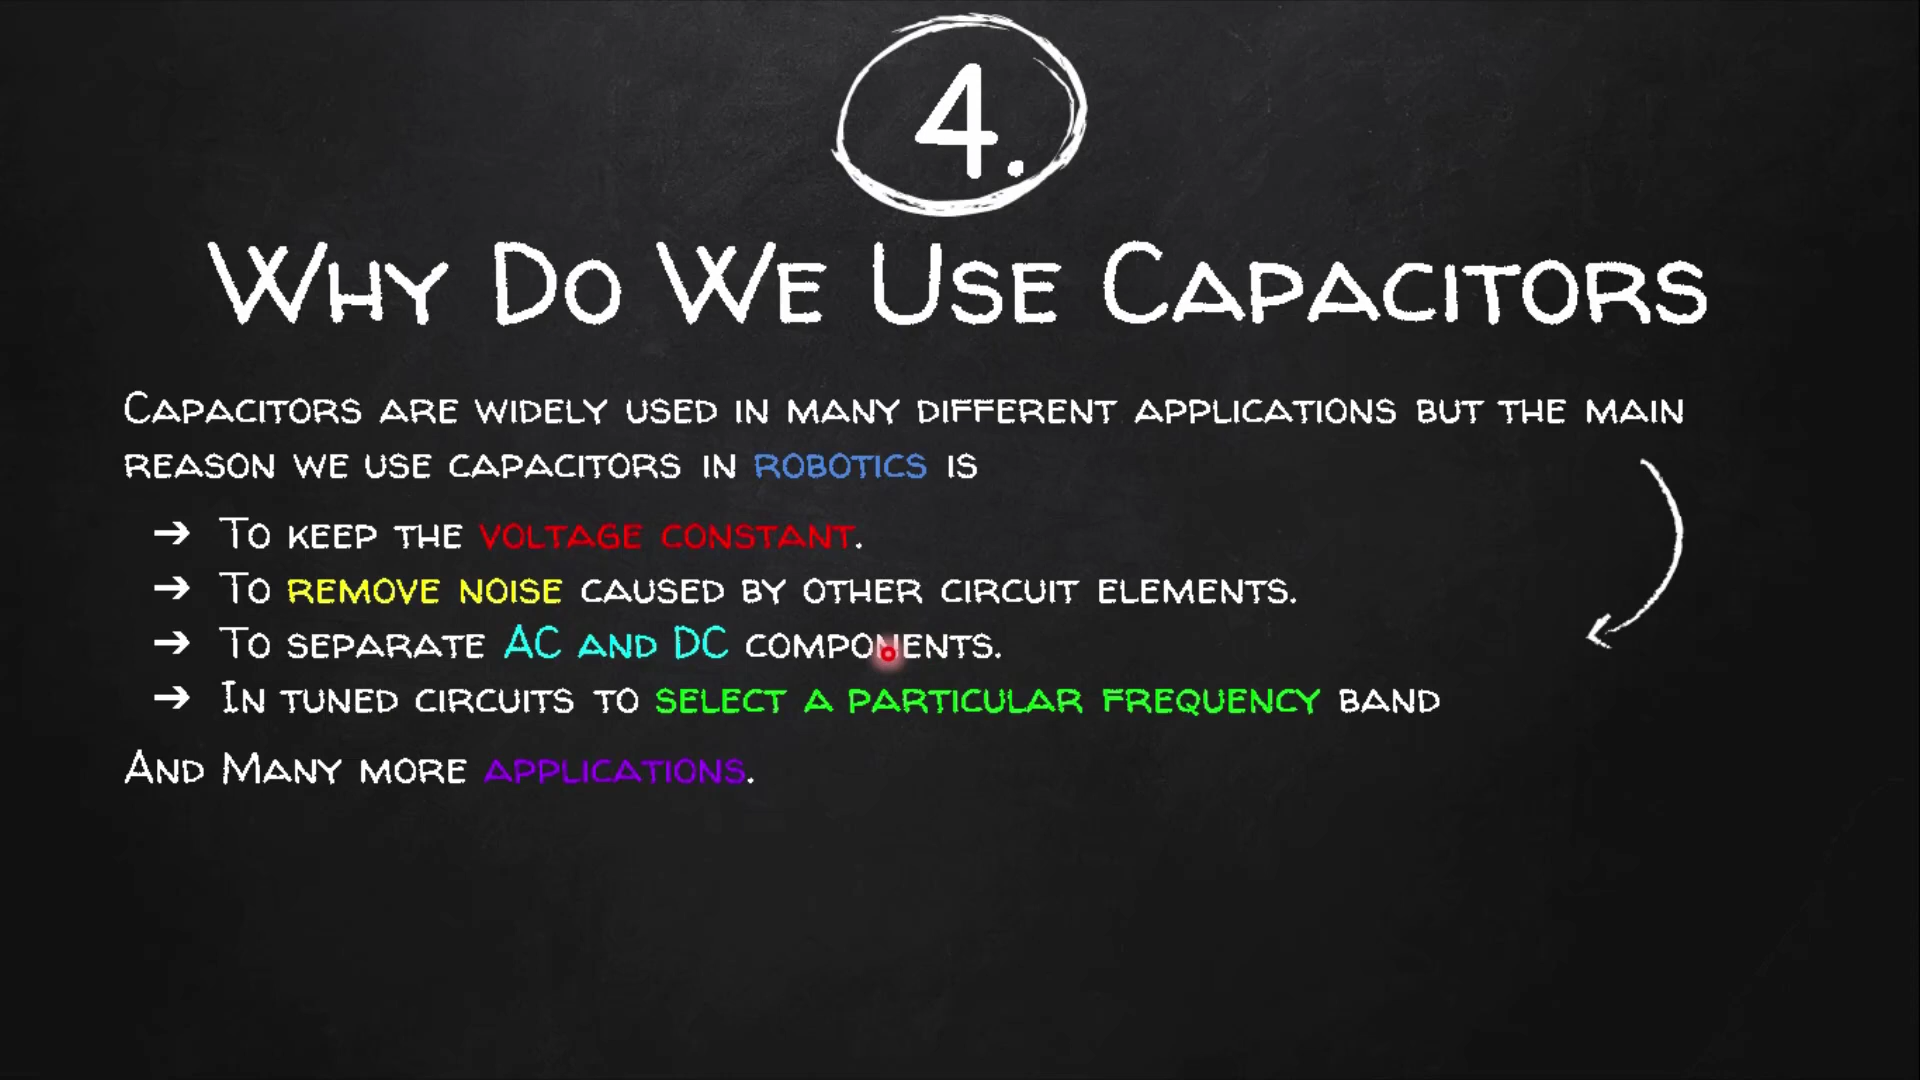 4.
Why Do We Use Capacitors
Capacitors are widely used in many different applications but the main
reason we use capacitors in robotics is
➔ To keep the voltage constant.
➔ To remove noise caused by other circuit elements.
➔ To separate AC and DC components.
➔ In tuned circuits to select a particular frequency band
And Many more applications.